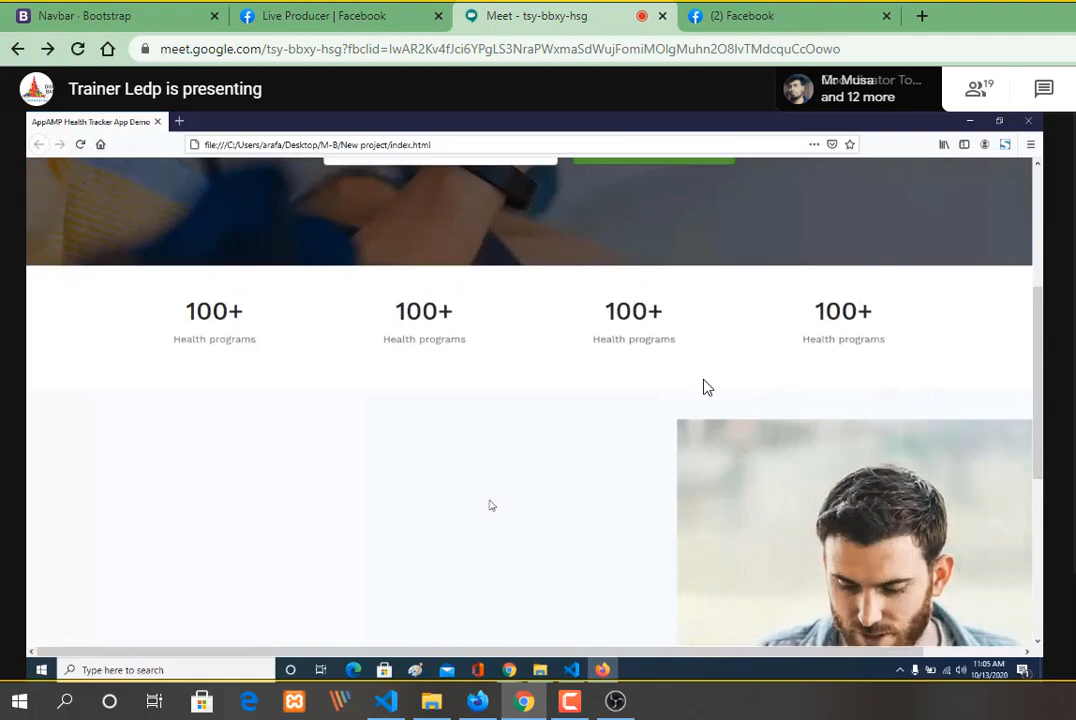 Navbar - Bootstrap
Live Producer | Facebook
Meet - tsy-bbxy-hsg
(2) Facebook
meet.google.com/tsy-bbxy-hsg?fbclid=IwAR2Kv4fJci6YPgLS3NraPWxmaSdWujFomiMOlgMuhn2O8IvTMdcquCcOowo
Trainer Ledp is presenting
Mr Musa
and 12 more
19
AppAMP Health Tracker App Demo
file:///C:/Users/arafa/Desktop/M-B/New project/index.html
100+ 100+ 100+ 100+
Health programs Health programs Health programs Health programs
Type here to search
11:05 AM
10/13/2020